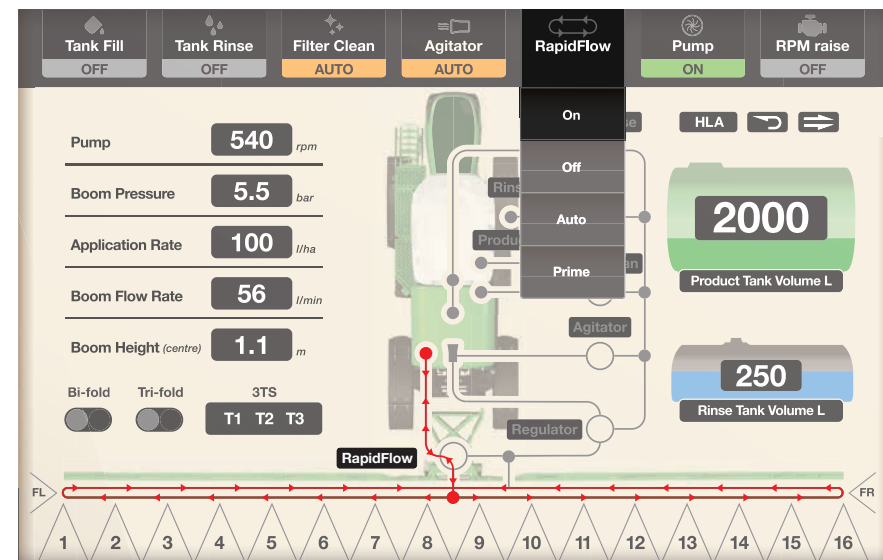 Tank Fill
OFF
Tank Rinse
OFF
Filter Clean
AUTO
Agitator
AUTO
RapidFlow
Pump
ON
RPM raise
OFF
On
Off
Auto
Prime
HLA
Pump 540 rpm
Boom Pressure 5.5 bar
Application Rate 100 l/ha
Boom Flow Rate 56 l/min
Boom Height (centre) 1.1 m
Bi-fold Tri-fold 3TS
T1 T2 T3
2000
Product Tank Volume L
250
Rinse Tank Volume L
Agitator
Regulator
RapidFlow
FL FR
1 2 3 4 5 6 7 8 9 10 11 12 13 14 15 16